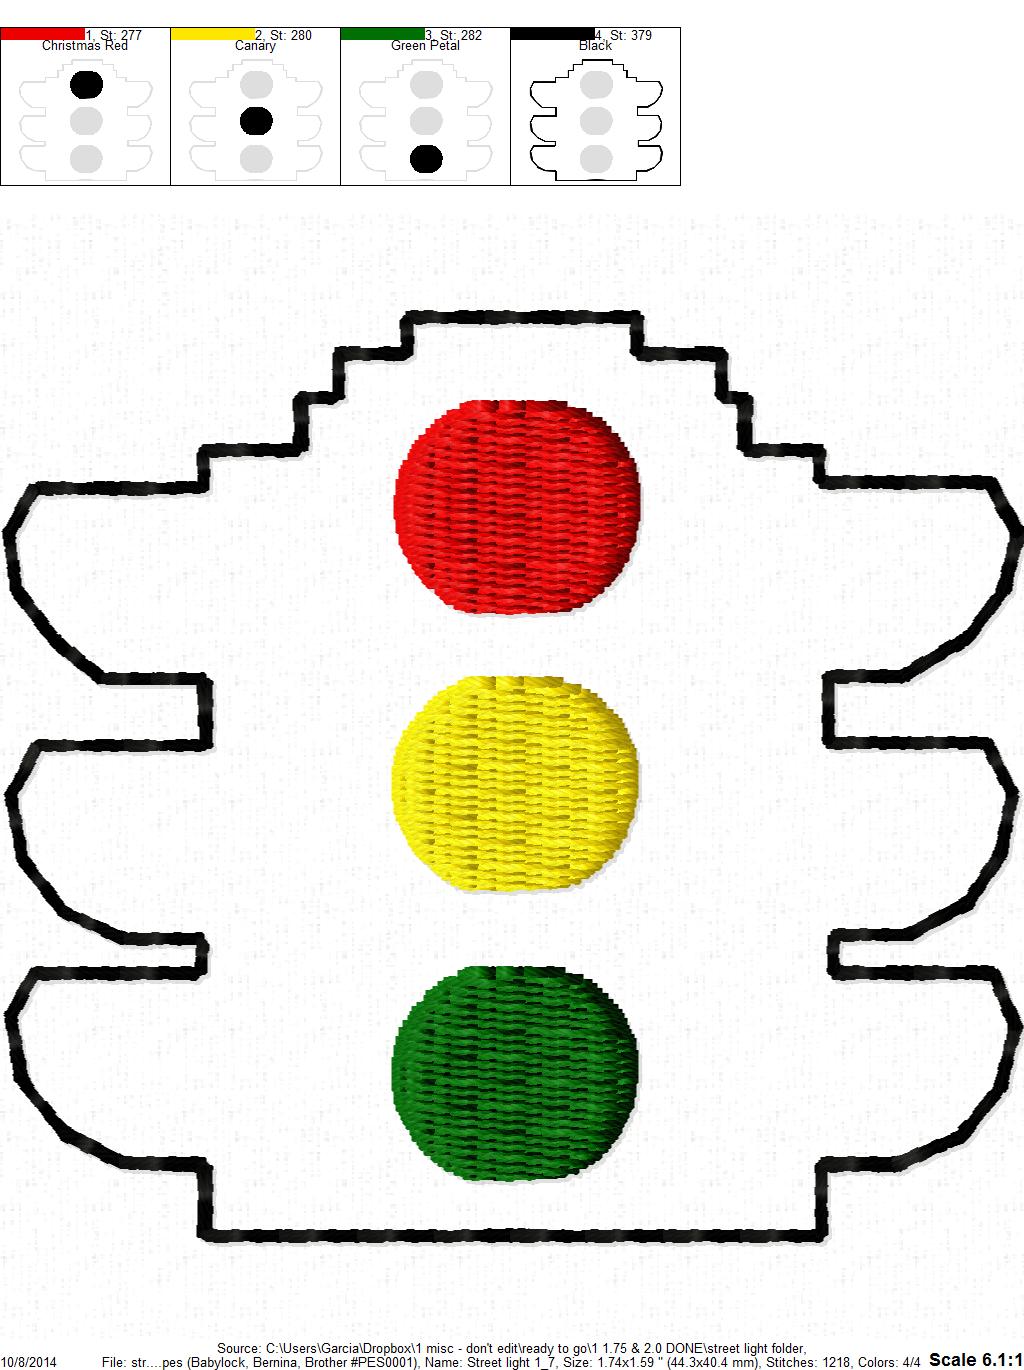 1, St: 277
Christmas Red
2, St: 280
Canary
3, St: 282
Green Petal
4, St: 379
Black
Source: C:\Users\Garcia\Dropbox\1 misc - don't edit\ready to go\1 1.75 & 2.0 DONE\street light folder,
10/8/2014 File: str....pes (Babylock, Bernina, Brother #PES0001), Name: Street light 1_7, Size: 1.74x1.59 " (44.3x40.4 mm), Stitches: 1218, Colors: 4/4 Scale 6.1:1